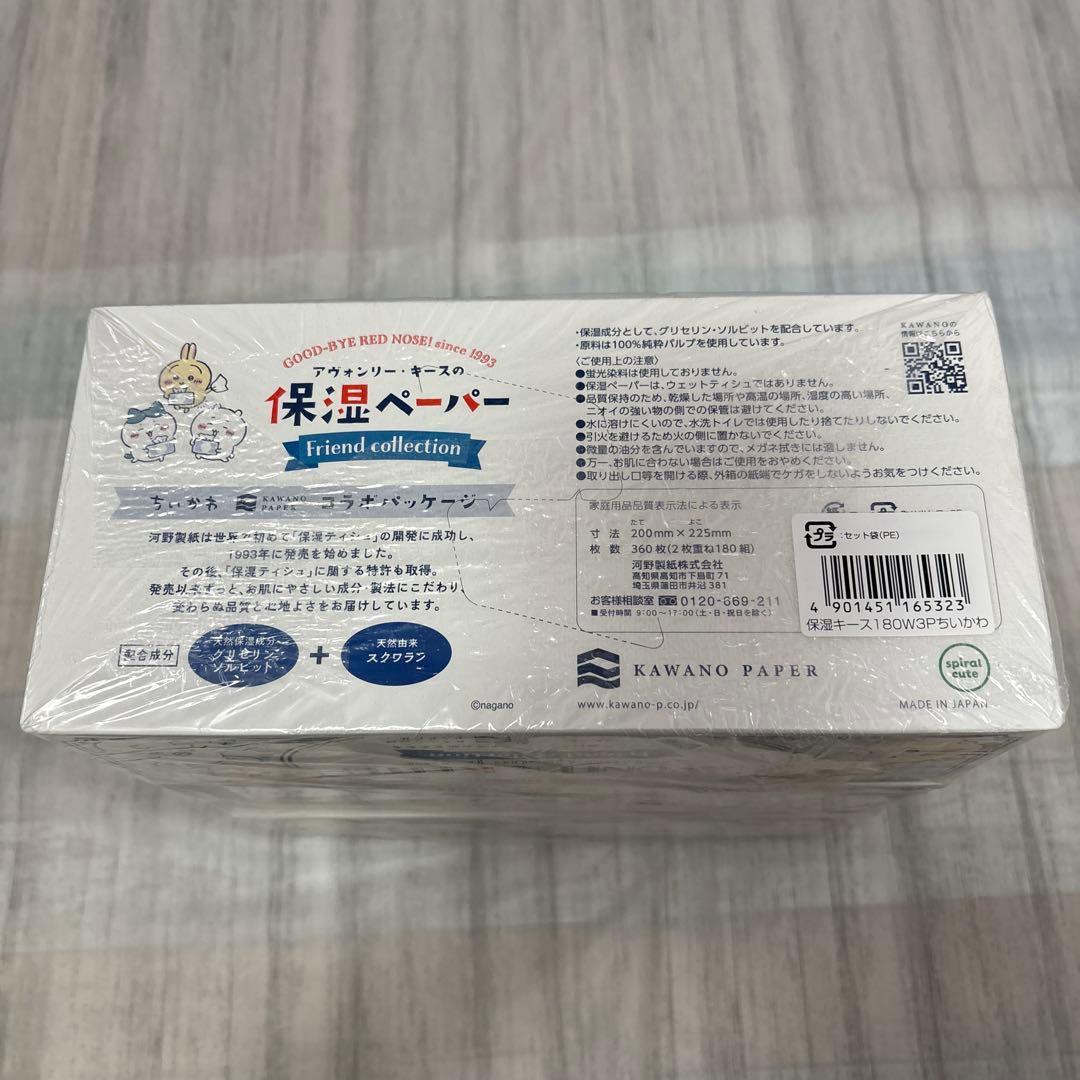 GOOD-BYE RED NOSE! since 1993
アヴォンリー・キースの
保湿ペーパー
Friend collection
ちいかわ KAWANO PAPER コラボパッケージ
河野製紙は世界で初めて「保湿ティシュ」の開発に成功し、
1993年に発売を始めました。
その後、「保湿ティシュ」に関する特許も取得。
発売以来ずっと、お肌にやさしい成分・製法にこだわり、
変わらぬ品質と心地よさをお届けしています。
配合成分
天然保湿成分
グリセリン
ソルビット
+
天然由来
スクワラン
©nagano
・保湿成分として、グリセリン・ソルビットを配合しています。
・原料は100%純粋パルプを使用しています。
〈ご使用上の注意〉
●蛍光染料は使用しておりません。
●保湿ペーパーは、ウェットティシュではありません。
●品質保持のため、乾燥した場所や高温の場所、湿度の高い場所、
ニオイの強い物の側での保管は避けてください。
●水に溶けにくいので、水洗トイレでは使用したり捨てたりしないでください。
●引火を避けるため火の側に置かないでください。
●微量の油分を含んでいますので、メガネ拭きには適しません。
●万一、お肌に合わない場合はご使用をおやめください。
●取り出し口等を開ける際、外箱の紙端でケガをしないようお気をつけください。
KAWANOの
情報はこちらから
家庭用品品質表示法による表示
たて よこ
寸 法 200mm×225mm
枚 数 360枚(2枚重ね180組)
河野製紙株式会社
高知県高知市下島町71
埼玉県蓮田市井沼381
お客様相談室 0120-369-211
■受付時間 9:00〜17:00(土・日・祝日を除く)
プラ :セット袋(PE)
4 901451 165323
保湿キース180W3Pちいかわ
KAWANO PAPER
www.kawano-p.co.jp/
spiral
cute
MADE IN JAPAN